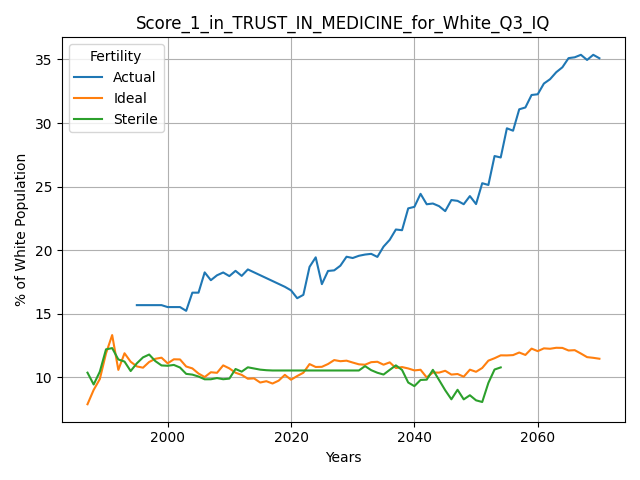 Score_1_in_TRUST_IN_MEDICINE_for_White_Q3_IQ
Fertility
Actual
Ideal
Sterile
% of White Population
35
30
25
20
15
10
2000
2020
2040
2060
Years